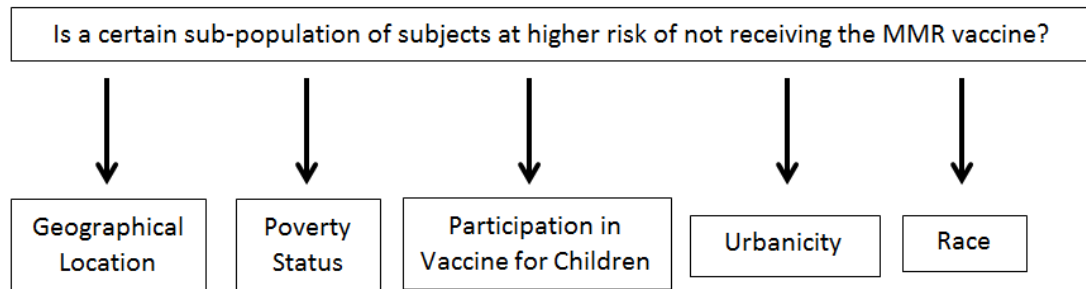 Is a certain sub-population of subjects at higher risk of not receiving the MMR vaccine?
Geographical
Location
Poverty
Status
Participation in
Vaccine for Children
Urbanicity
Race